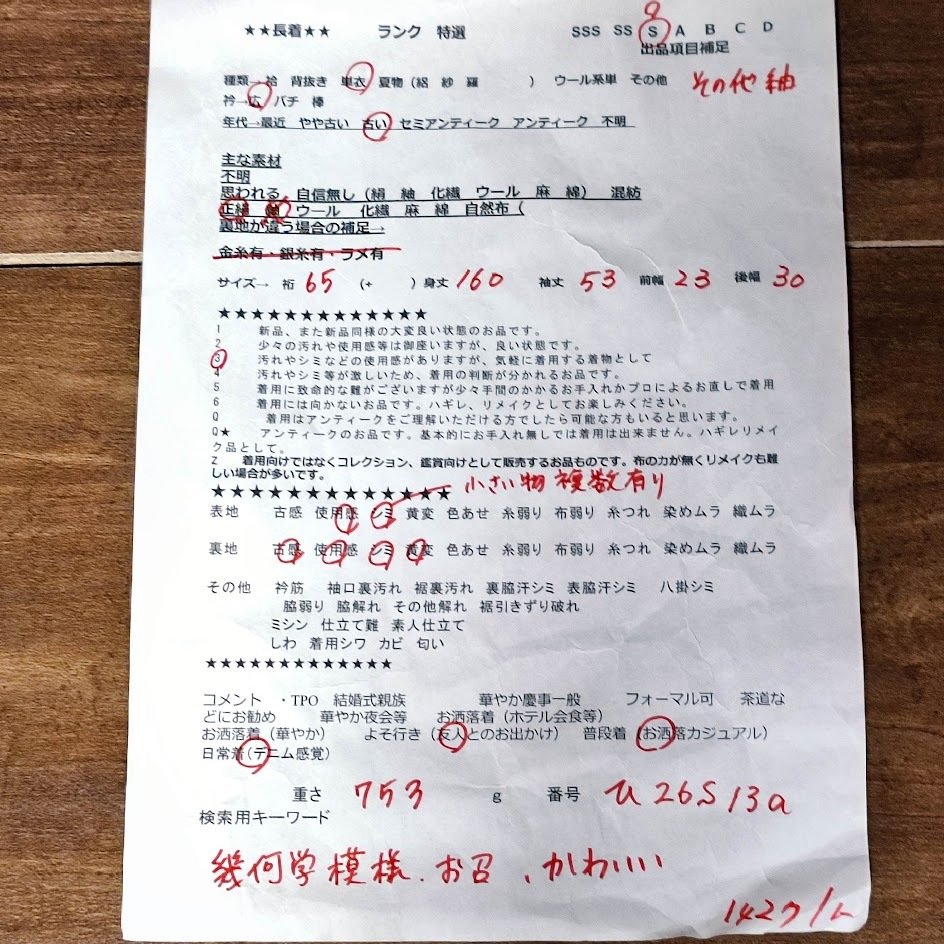 ★★長着★★ ランク 特選 SSS SS S A B C D
出品項目補足
種類→袷 背抜き 単衣 夏物（絽 紗 羅 ） ウール系単 その他 その他 紬
衿→広 バチ 棒
年代→最近 やや古い 古い セミアンティーク アンティーク 不明
主な素材
不明
思われる 自信無し（絹 紬 化繊 ウール 麻 綿） 混紡
正絹 紬 ウール 化繊 麻 綿 自然布（
裏地が違う場合の補足→
金糸有・銀糸有・ラメ有
サイズ→ 裄 65 （+ ）身丈 160 袖丈 53 前幅 23 後幅 30
★★★★★★★★★★★★★
1 新品、また新品同様の大変良い状態のお品です。
2 少々の汚れや使用感等は御座いますが、良い状態です。
3 汚れやシミなどの使用感がありますが、気軽に着用する着物として
4 汚れやシミ等が激しいため、着用の判断が分かれるお品です。
5 着用に致命的な難がございますが少々手間のかかるお手入れかプロによるお直しで着用
6 着用には向かないお品です。ハギレ、リメイクとしてお楽しみください。
Q 着用はアンティークをご理解いただける方でしたら可能な方もいると思います。
Q★ アンティークのお品です。基本的にお手入れ無しでは着用は出来ません。ハギレリメイ
ク品として。
Z 着用向けではなくコレクション、鑑賞向けとして販売するお品ものです。布の力が無くリメイクも難
しい場合が多いです。
★★★★★★★★★★★★★ 小さい物 複数有り
表地 古感 使用感 シミ 黄変 色あせ 糸弱り 布弱り 糸つれ 染めムラ 織ムラ
裏地 古感 使用感 シミ 黄変 色あせ 糸弱り 布弱り 糸つれ 染めムラ 織ムラ
その他 衿筋 袖口裏汚れ 裾裏汚れ 裏脇汗シミ 表脇汗シミ 八掛シミ
脇弱り 脇解れ その他解れ 裾引きずり破れ
ミシン 仕立て難 素人仕立て
しわ 着用シワ カビ 匂い
★★★★★★★★★★★★★
コメント ・TPO 結婚式親族 華やか慶事一般 フォーマル可 茶道な
どにお勧め 華やか夜会等 お洒落着（ホテル会食等）
お洒落着（華やか） よそ行き（友人とのお出かけ） 普段着（お洒落カジュアル）
日常着（デニム感覚）
重さ 753 g 番号 ひ26S13a
検索用キーワード
幾何学模様、お召、かわいい